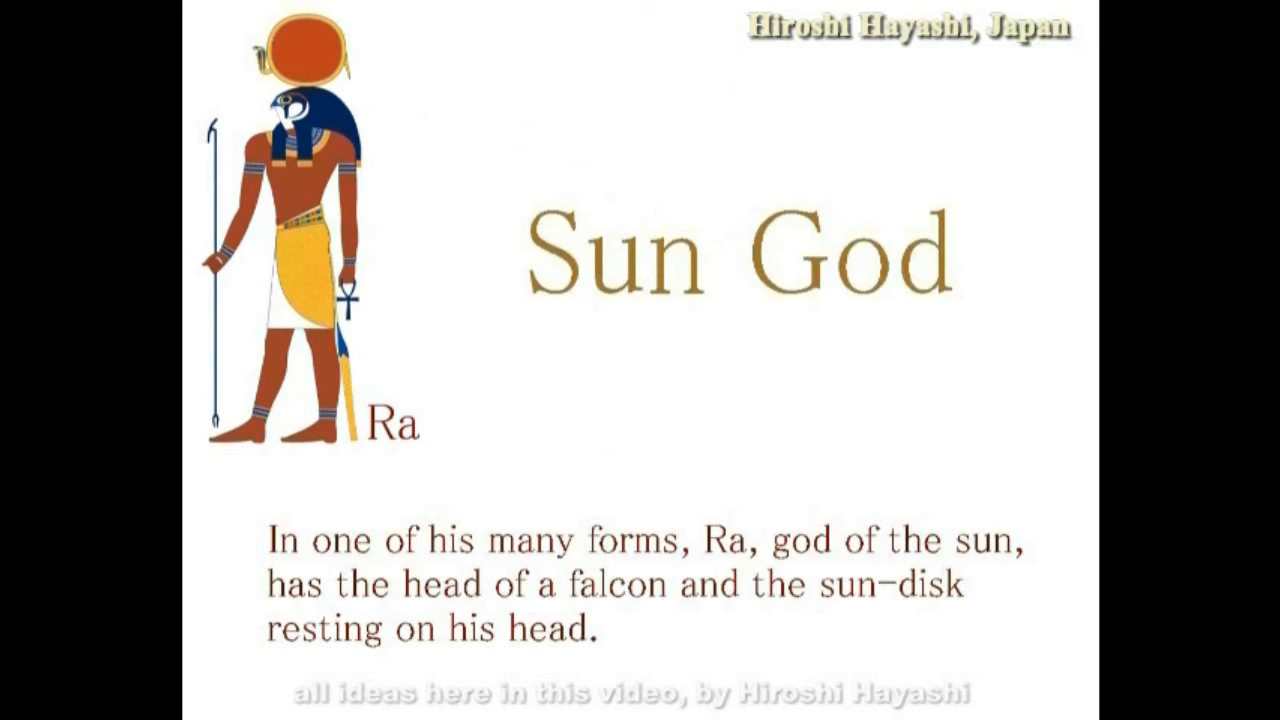 Hiroshi Hayashi, Japan
Sun God
Ra
In one of his many forms, Ra, god of the sun,
has the head of a falcon and the sun-disk
resting on his head.
all ideas here in this video, by Hiroshi Hayashi